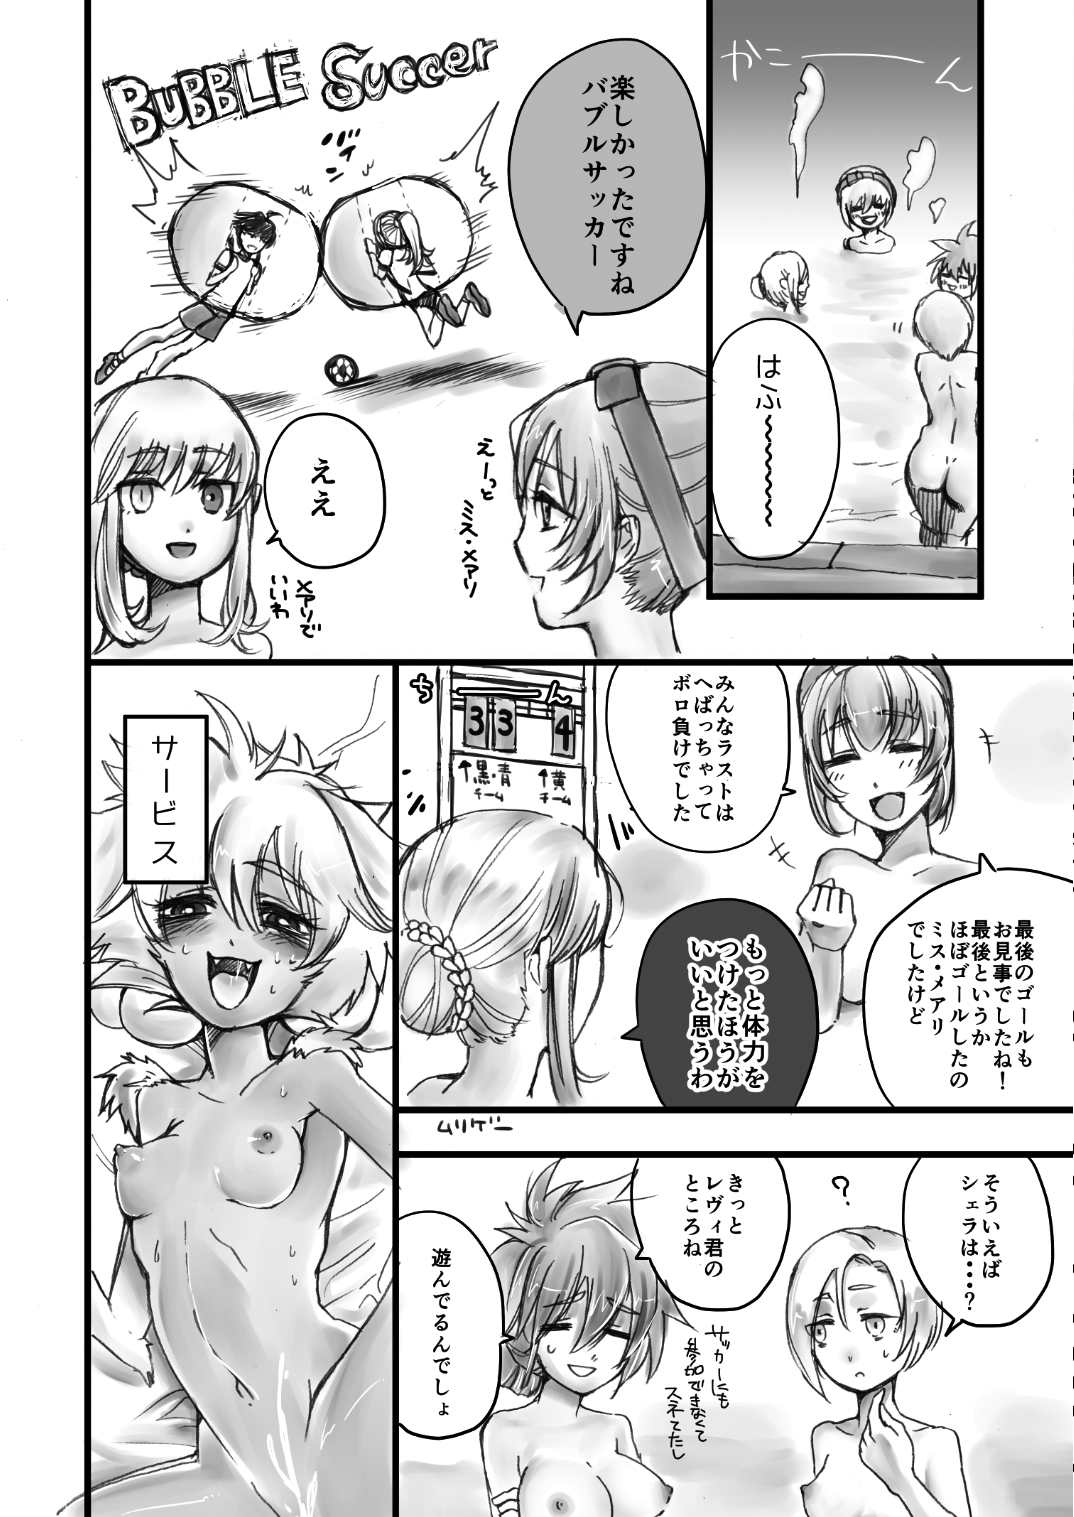 かこーーーん
はふ～～～～～～
BUBBLE Succer
楽しかったですね
バブルサッカー
えーっと
ミス・メアリ
ええ
メアリで
いいわ
みんなラストは
へばっちゃって
ボロ負けでした
ちーーーん
33
4
↑黒・青
チーム
↑黄
チーム
最後のゴールも
お見事でしたね！
最後というか
ほぼゴールしたの
ミス・メアリ
でしたけど
もっと体力を
つけたほうが
いいと思うわ
ムリゲー
そういえば
シェラは・・・・？
？
きっと
レヴィ君の
ところね
サッカーにも
参加できなくて
スネてたし
遊んでるんでしょ
サービス